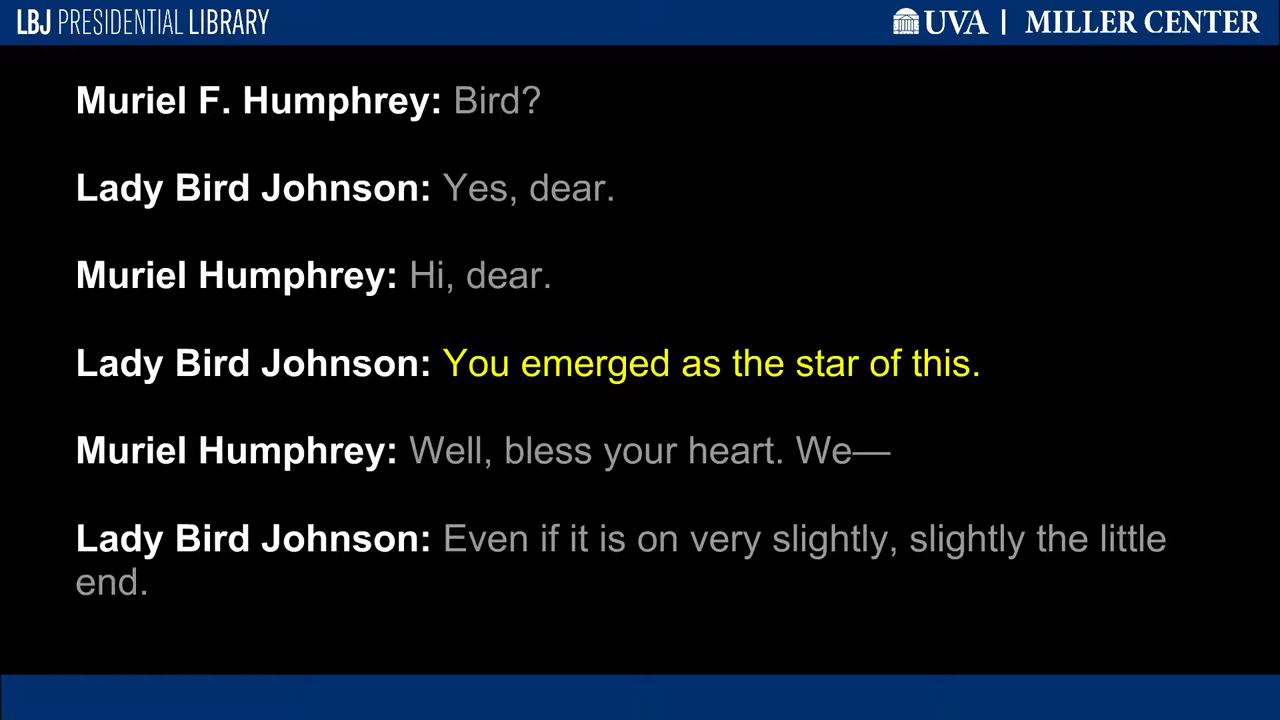 LBJ PRESIDENTIAL LIBRARY
UVA | MILLER CENTER
Muriel F. Humphrey: Bird?
Lady Bird Johnson: Yes, dear.
Muriel Humphrey: Hi, dear.
Lady Bird Johnson: You emerged as the star of this.
Muriel Humphrey: Well, bless your heart. We—
Lady Bird Johnson: Even if it is on very slightly, slightly the little
end.